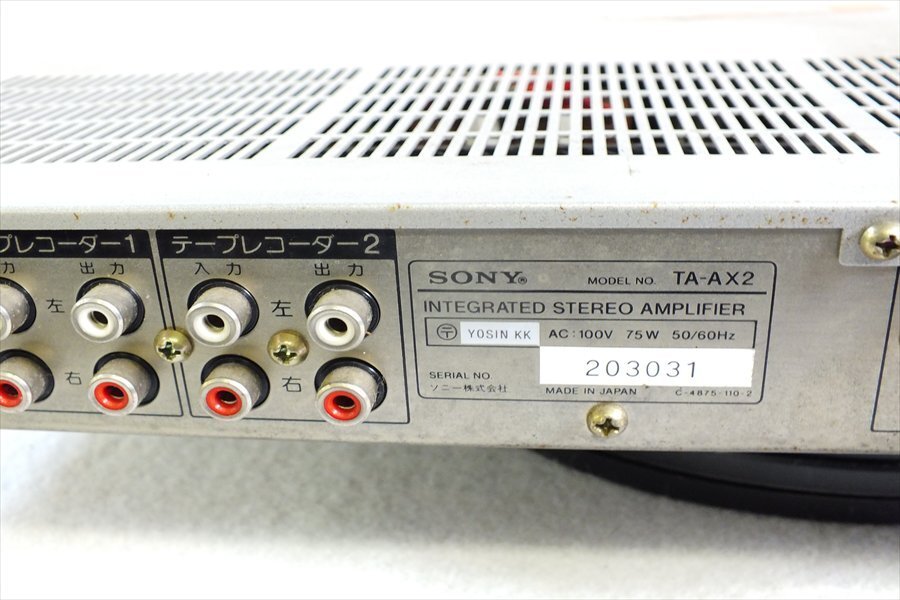 プレコーダー1
力 出力
左
右
テープレコーダー2
入力 出力
左
右
SONY® MODEL NO. TA-AX2
INTEGRATED STEREO AMPLIFIER
〒 YOSIN KK AC:100V 75W 50/60Hz
SERIAL NO. 203031
ソニー株式会社 MADE IN JAPAN C-4875-110-2